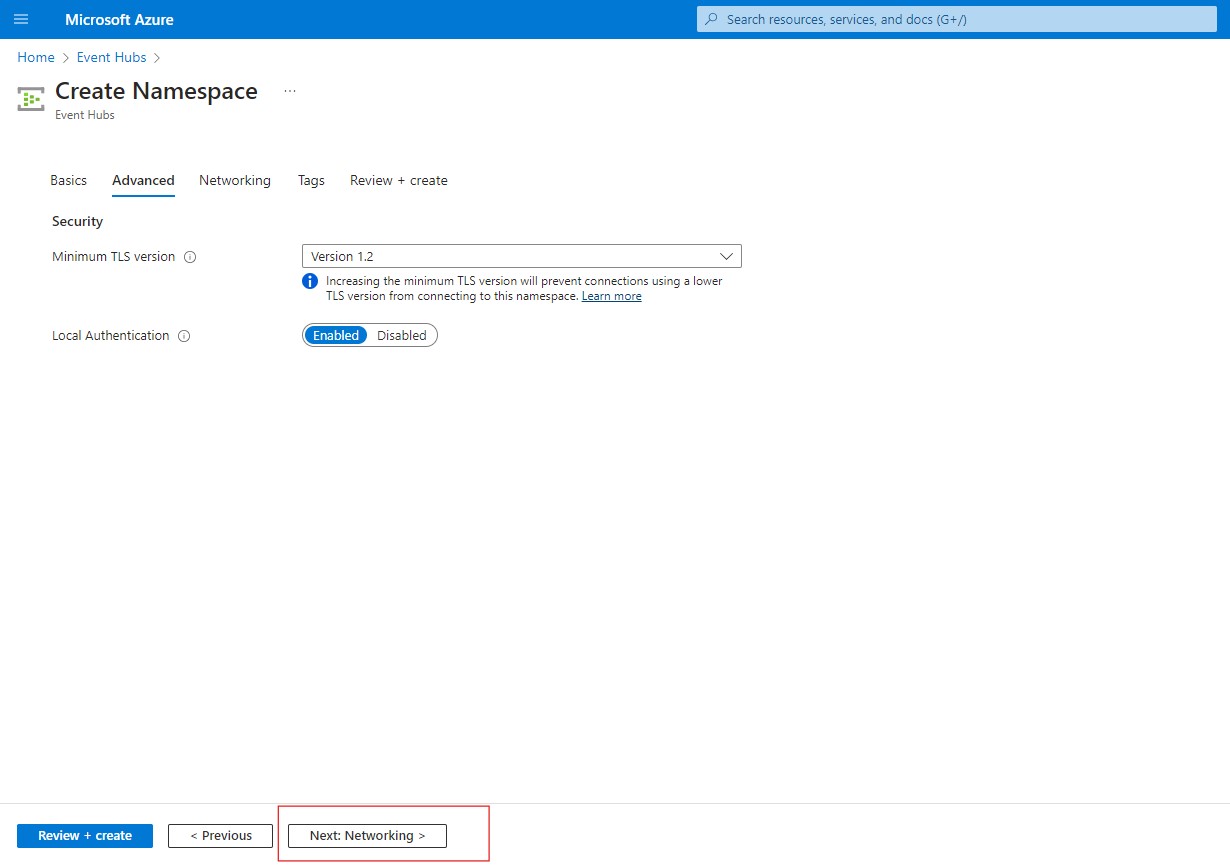 Microsoft Azure
Search resources, services, and docs (G+/)
Home > Event Hubs >
Create Namespace ...
Event Hubs
Basics Advanced Networking Tags Review + create
Security
Minimum TLS version
Version 1.2
Increasing the minimum TLS version will prevent connections using a lower
TLS version from connecting to this namespace. Learn more
Local Authentication
Enabled Disabled
Review + create < Previous Next: Networking >